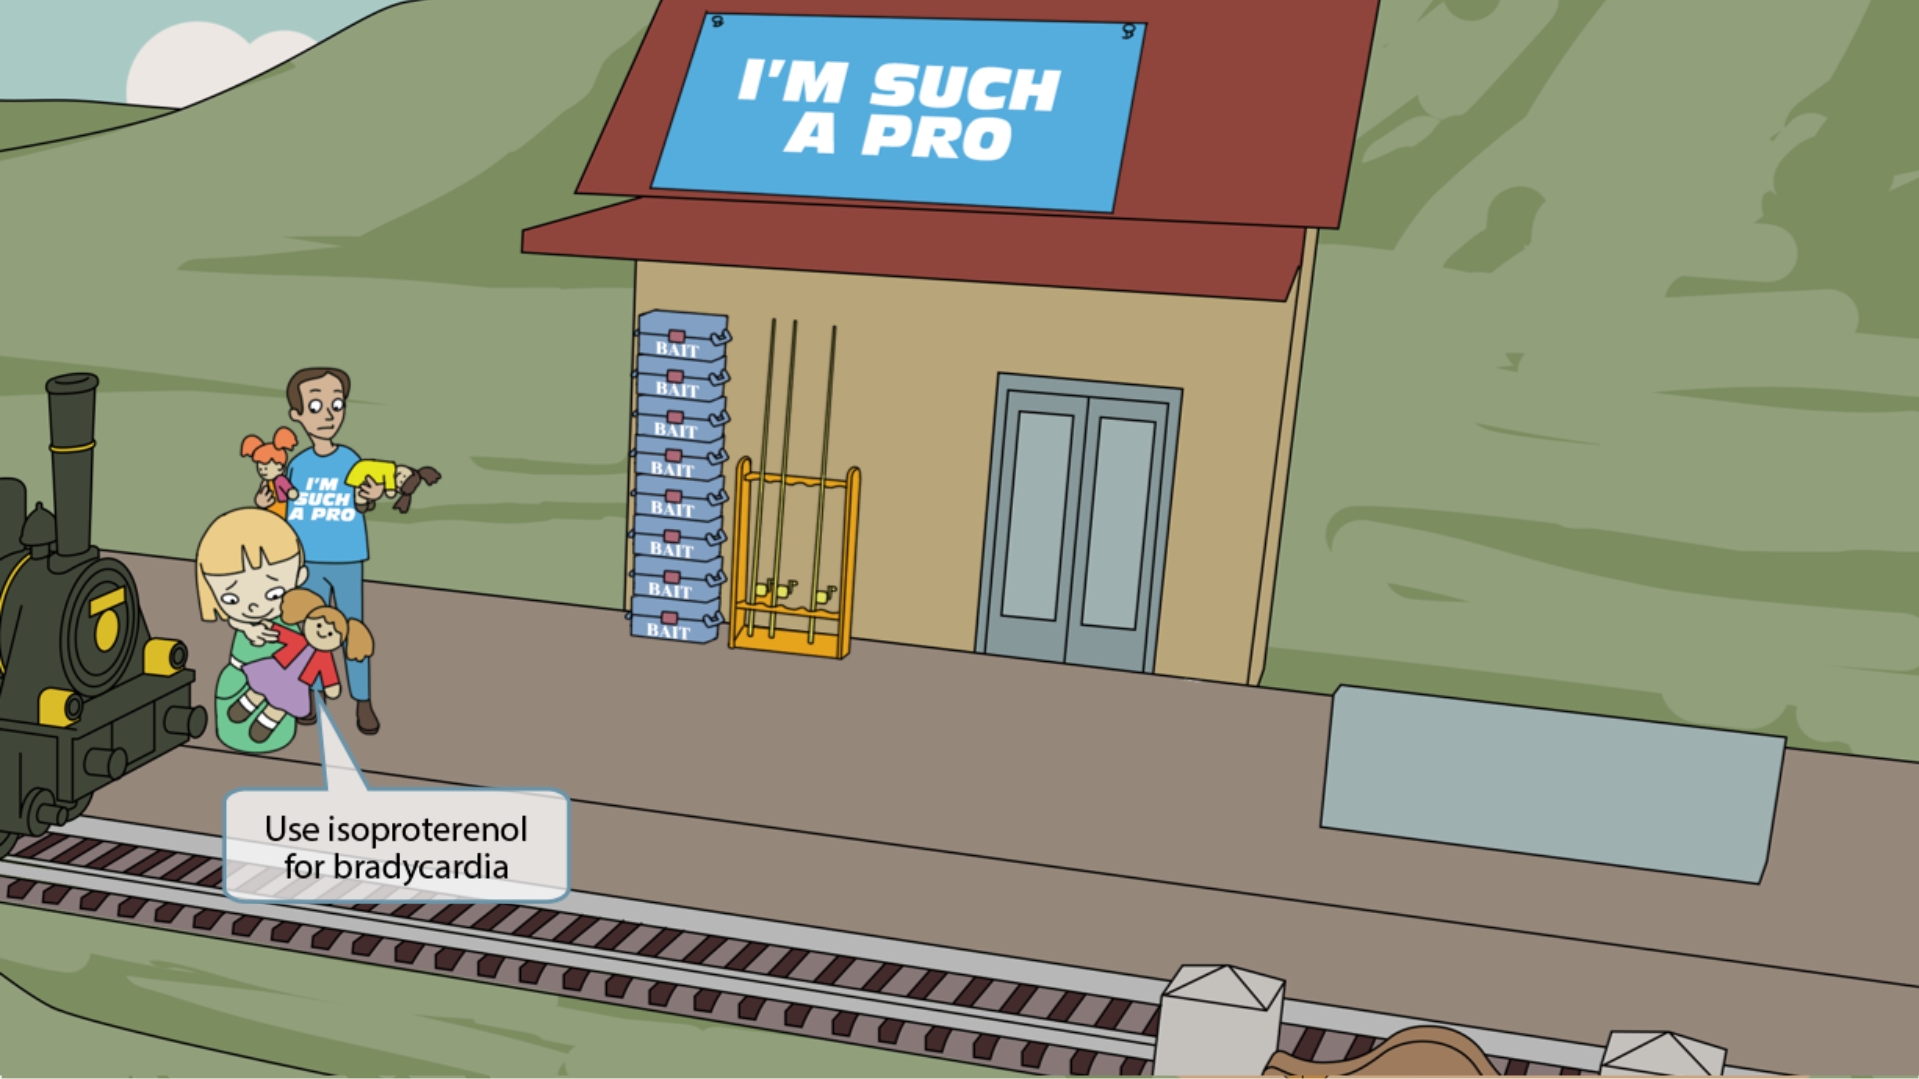 I'M SUCH
A PRO
BAIT
BAIT
BAIT
BAIT
BAIT
BAIT
BAIT
BAIT
I'M
SUCH
A PRO
Use isoproterenol
for bradycardia